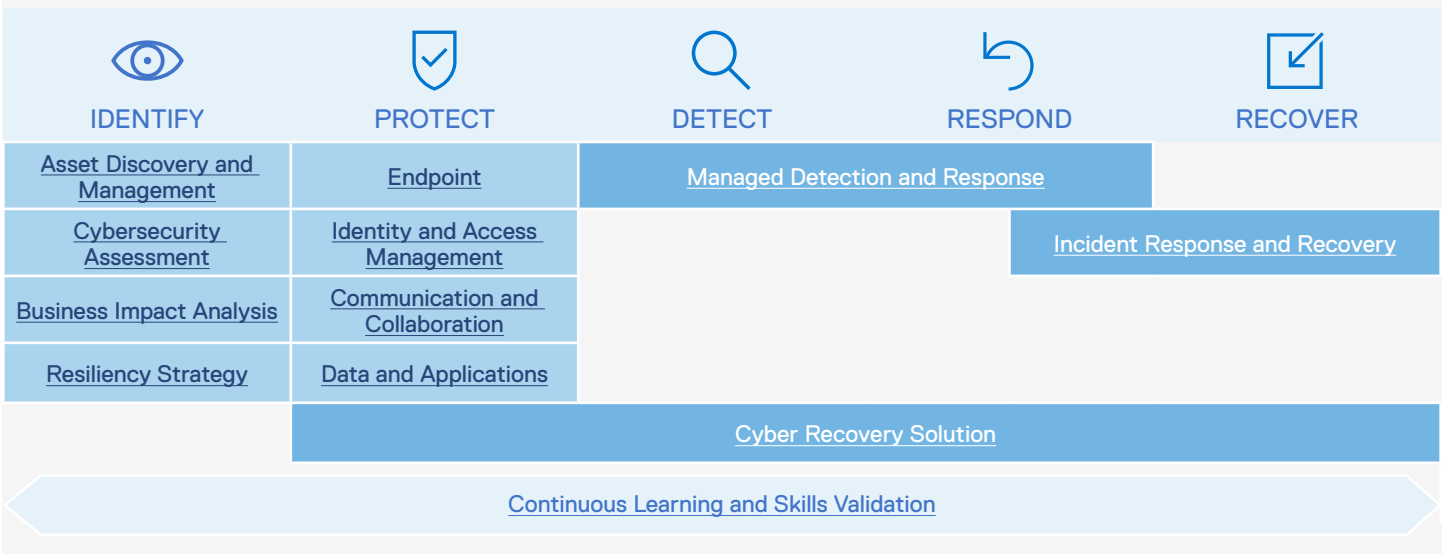 IDENTIFY
PROTECT
DETECT
RESPOND
RECOVER
Asset Discovery and
Management
Endpoint
Managed Detection and Response
Cybersecurity
Assessment
Identity and Access
Management
Incident Response and Recovery
Business Impact Analysis
Communication and
Collaboration
Resiliency Strategy
Data and Applications
Cyber Recovery Solution
Continuous Learning and Skills Validation